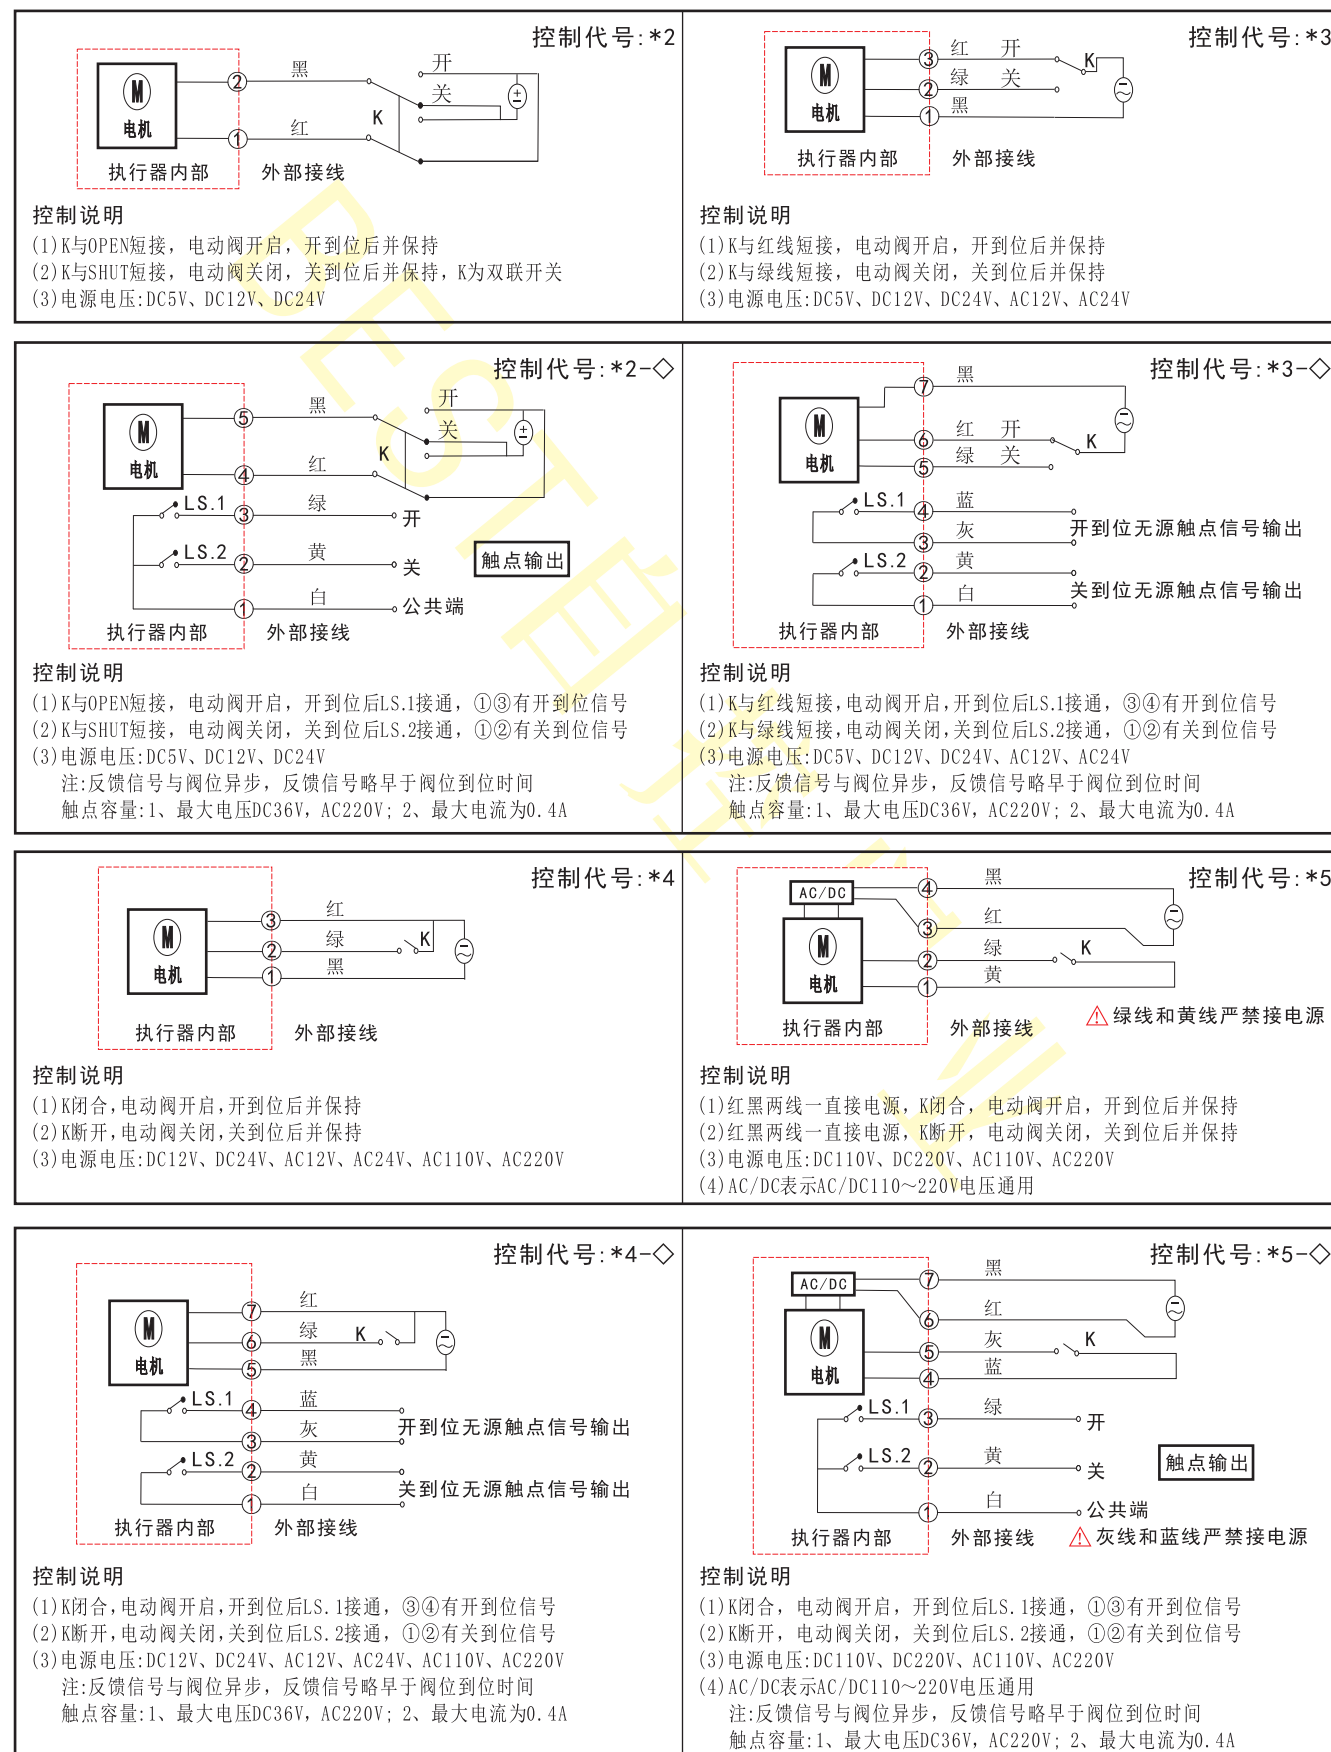 控制代号:*2
M
电机
执行器内部
外部接线
② 黑
① 红
K
开
关
控制说明
(1)K与OPEN短接，电动阀开启，开到位后并保持
(2)K与SHUT短接，电动阀关闭，关到位后并保持，K为双联开关
(3)电源电压:DC5V、DC12V、DC24V
控制代号:*3
M
电机
执行器内部
外部接线
③ 红 开
② 绿 关
① 黑
K
控制说明
(1)K与红线短接，电动阀开启，开到位后并保持
(2)K与绿线短接，电动阀关闭，关到位后并保持
(3)电源电压:DC5V、DC12V、DC24V、AC12V、AC24V
控制代号:*2-◇
M
电机
⑤ 黑
④ 红
K
开
关
LS.1 ③ 绿 开
LS.2 ② 黄 关
① 白 公共端
触点输出
执行器内部
外部接线
控制说明
(1)K与OPEN短接，电动阀开启，开到位后LS.1接通，①③有开到位信号
(2)K与SHUT短接，电动阀关闭，关到位后LS.2接通，①②有关到位信号
(3)电源电压:DC5V、DC12V、DC24V
注:反馈信号与阀位异步，反馈信号略早于阀位到位时间
触点容量:1、最大电压DC36V，AC220V；2、最大电流为0.4A
控制代号:*3-◇
M
电机
⑦ 黑
⑥ 红 开
⑤ 绿 关
K
LS.1 ④ 蓝
③ 灰
开到位无源触点信号输出
LS.2 ② 黄
① 白
关到位无源触点信号输出
执行器内部
外部接线
控制说明
(1)K与红线短接，电动阀开启，开到位后LS.1接通，③④有开到位信号
(2)K与绿线短接，电动阀关闭，关到位后LS.2接通，①②有关到位信号
(3)电源电压:DC5V、DC12V、DC24V、AC12V、AC24V
注:反馈信号与阀位异步，反馈信号略早于阀位到位时间
触点容量:1、最大电压DC36V，AC220V；2、最大电流为0.4A
控制代号:*4
M
电机
③ 红
② 绿
① 黑
K
执行器内部
外部接线
控制说明
(1)K闭合，电动阀开启，开到位后并保持
(2)K断开，电动阀关闭，关到位后并保持
(3)电源电压:DC12V、DC24V、AC12V、AC24V、AC110V、AC220V
控制代号:*5
AC/DC
M
电机
④ 黑
③ 红
② 绿
① 黄
K
执行器内部
外部接线
绿线和黄线严禁接电源
控制说明
(1)红黑两线一直接电源，K闭合，电动阀开启，开到位后并保持
(2)红黑两线一直接电源，K断开，电动阀关闭，关到位后并保持
(3)电源电压:DC110V、DC220V、AC110V、AC220V
(4)AC/DC表示AC/DC110～220V电压通用
控制代号:*4-◇
M
电机
⑦ 红
⑥ 绿
⑤ 黑
K
LS.1 ④ 蓝
③ 灰
开到位无源触点信号输出
LS.2 ② 黄
① 白
关到位无源触点信号输出
执行器内部
外部接线
控制说明
(1)K闭合，电动阀开启，开到位后LS.1接通，③④有开到位信号
(2)K断开，电动阀关闭，关到位后LS.2接通，①②有关到位信号
(3)电源电压:DC12V、DC24V、AC12V、AC24V、AC110V、AC220V
注:反馈信号与阀位异步，反馈信号略早于阀位到位时间
触点容量:1、最大电压DC36V，AC220V；2、最大电流为0.4A
控制代号:*5-◇
AC/DC
M
电机
⑦ 黑
⑥ 红
⑤ 灰
④ 蓝
K
LS.1 ③ 绿 开
LS.2 ② 黄 关
① 白 公共端
触点输出
执行器内部
外部接线
灰线和蓝线严禁接电源
控制说明
(1)K闭合，电动阀开启，开到位后LS.1接通，①③有开到位信号
(2)K断开，电动阀关闭，关到位后LS.2接通，①②有关到位信号
(3)电源电压:DC110V、DC220V、AC110V、AC220V
(4)AC/DC表示AC/DC110～220V电压通用
注:反馈信号与阀位异步，反馈信号略早于阀位到位时间
触点容量:1、最大电压DC36V，AC220V；2、最大电流为0.4A